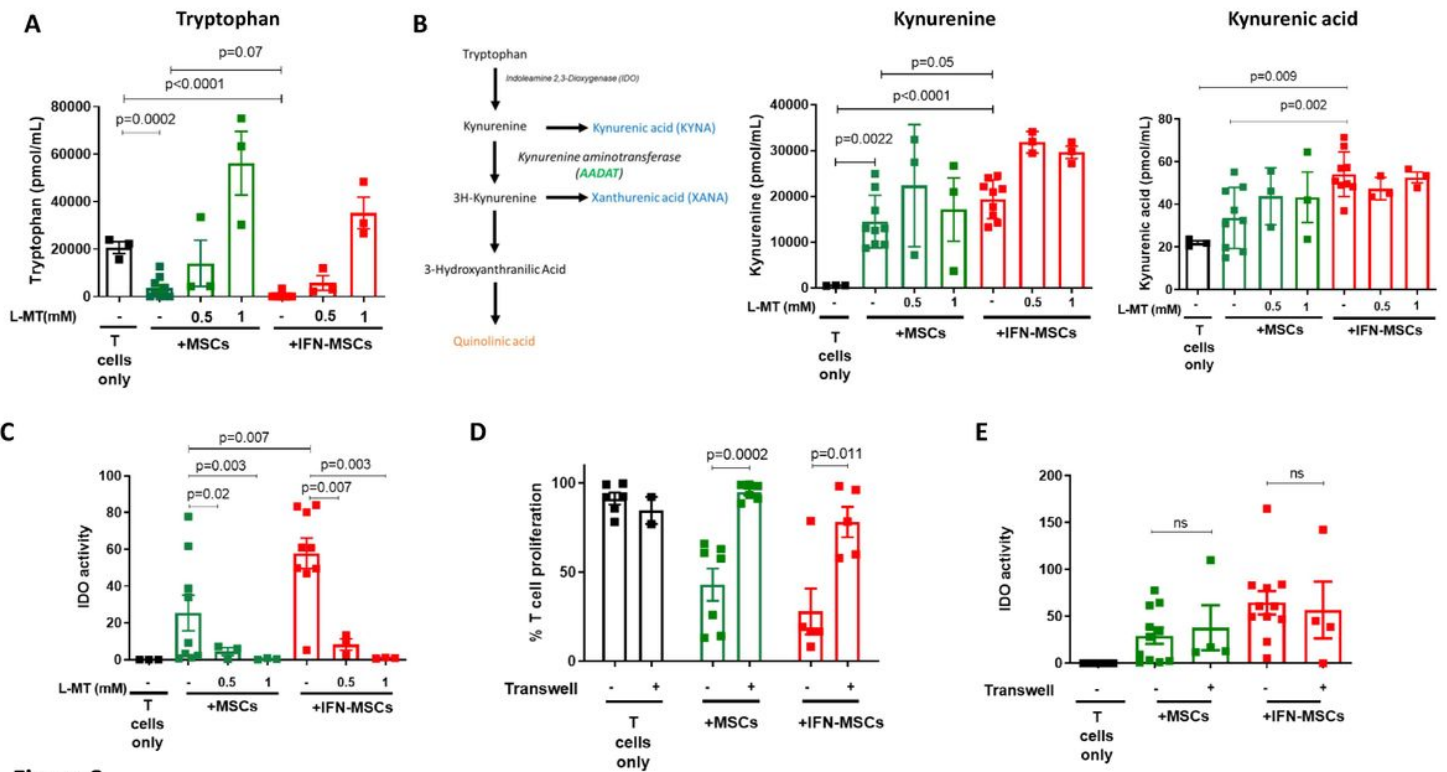 A
Tryptophan
p=0.07
p<0.0001
p=0.0002
Tryptophan (pmol/mL)
80000
60000
40000
20000
0
L-MT(mM)
- - 0.5 1 - 0.5 1
T cells only
+MSCs
+IFN-MSCs
B
Tryptophan
Indoleamine 2,3-Dioxygenase (IDO)
Kynurenine
Kynurenic acid (KYNA)
Kynurenine aminotransferase
(AADAT)
3H-Kynurenine
Xanthurenic acid (XANA)
3-Hydroxyanthranilic Acid
Quinolinic acid
Kynurenine
p=0.05
p<0.0001
p=0.0022
Kynurenine (pmol/mL)
40000
30000
20000
10000
0
L-MT (mM)
- - 0.5 1 - 0.5 1
T
cells
only
+MSCs
+IFN-MSCs
Kynurenic acid
p=0.009
p=0.002
Kynurenic acid (pmol/mL)
80
60
40
20
0
L-MT (mM)
- - 0.5 1 - 0.5 1
T
cells
only
+MSCs
+IFN-MSCs
C
p=0.007
p=0.003
p=0.003
p=0.02
p=0.007
IDO activity
100
80
60
40
20
0
L-MT (mM)
- - 0.5 1 - 0.5 1
T
cells
only
+MSCs
+IFN-MSCs
D
p=0.0002
p=0.011
% T cell proliferation
100
50
0
Transwell
- + - + - +
T
cells
only
+MSCs
+IFN-MSCs
E
ns
ns
IDO activity
200
150
100
50
0
Transwell
- - + - +
T
cells
only
+MSCs
+IFN-MSCs